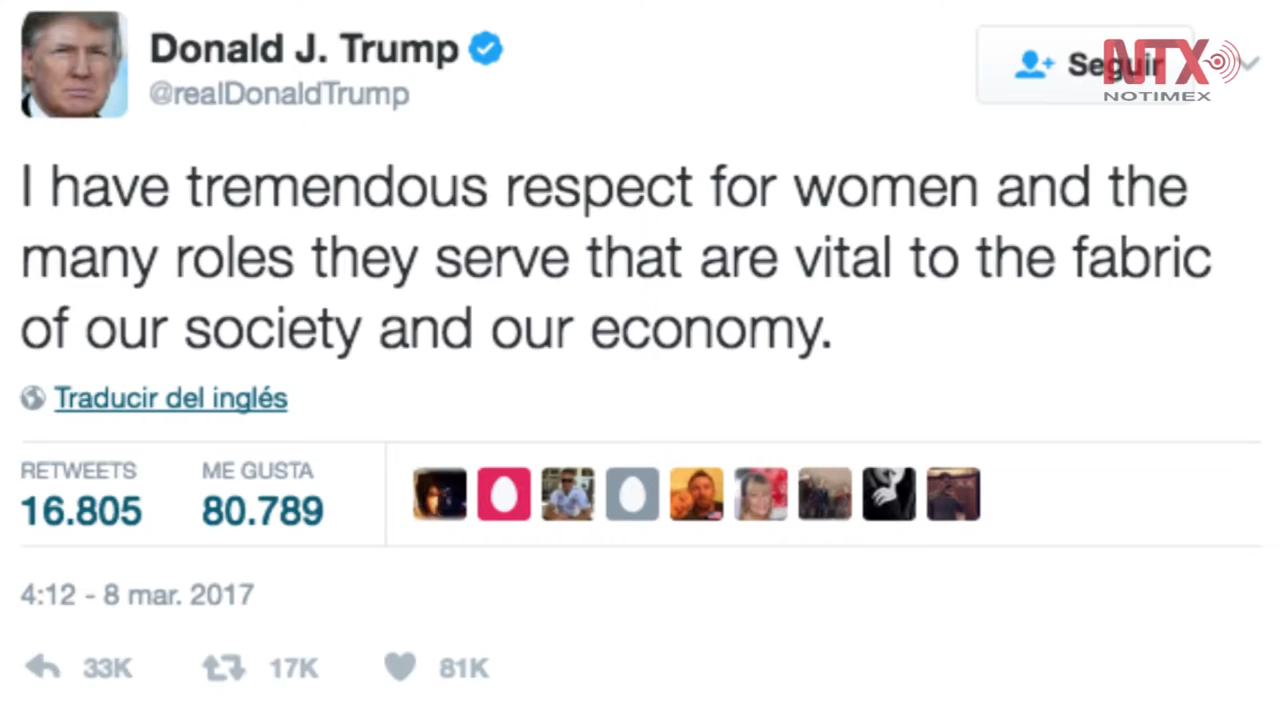 Donald J. Trump
@realDonaldTrump
Seguir
NTX
NOTIMEX
I have tremendous respect for women and the
many roles they serve that are vital to the fabric
of our society and our economy.
Traducir del inglés
RETWEETS ME GUSTA
16.805 80.789
4:12 - 8 mar. 2017
33K 17K 81K